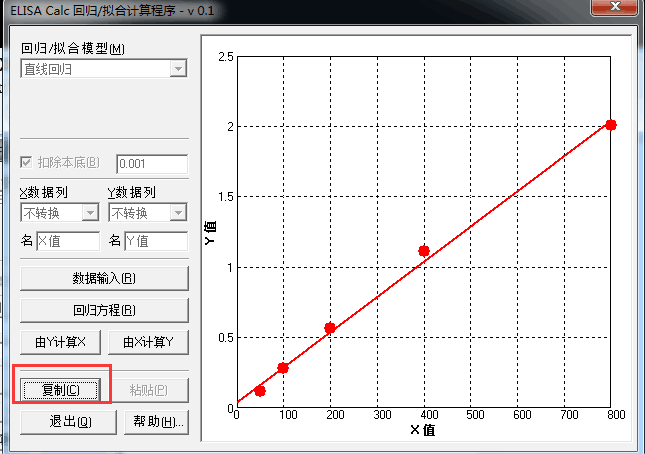 ELISA Calc 回归/拟合计算程序 - v 0.1
回归/拟合模型(M)
直线回归
扣除本底(B) 0.001
X数据列 Y数据列
不转换 不转换
名 X值 名 Y值
数据输入(R)
回归方程(R)
由Y计算X 由X计算Y
复制(C) 粘贴(P)
退出(Q) 帮助(H)...
2.5
2
1.5
1
0.5
0
Y 值
0 100 200 300 400 500 600 700 800
X 值